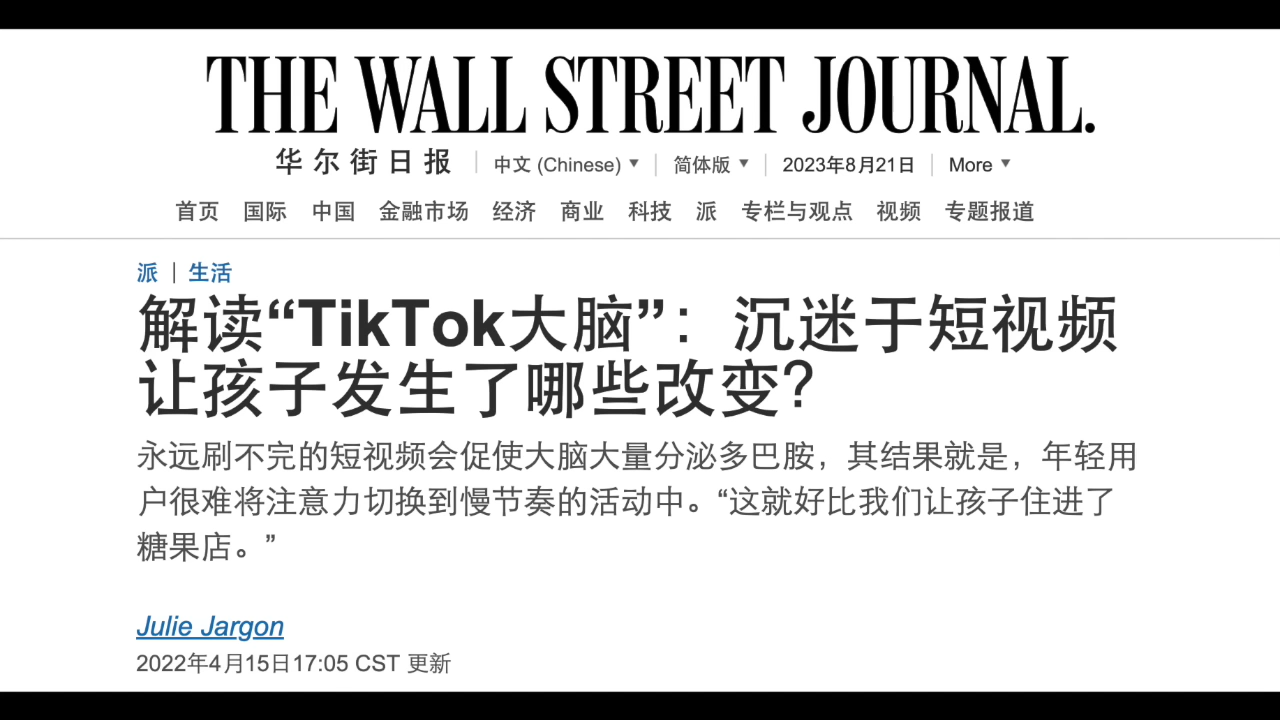 THE WALL STREET JOURNAL.
华尔街日报 中文 (Chinese) 简体版 2023年8月21日 More
首页 国际 中国 金融市场 经济 商业 科技 派 专栏与观点 视频 专题报道
派 | 生活
解读“TikTok大脑”：沉迷于短视频
让孩子发生了哪些改变？
永远刷不完的短视频会促使大脑大量分泌多巴胺，其结果就是，年轻用
户很难将注意力切换到慢节奏的活动中。“这就好比我们让孩子住进了
糖果店。”
Julie Jargon
2022年4月15日17:05 CST 更新